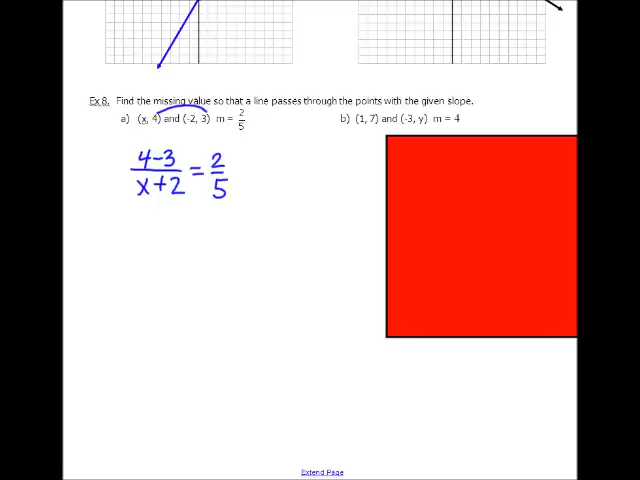 Ex 8. Find the missing value so that a line passes through the points with the given slope.
a) (x, 4) and (-2, 3) m = 2/5
b) (1, 7) and (-3, y) m = 4
4-3/x+2 = 2/5
Extend Page